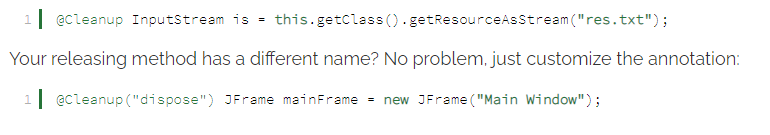 1 @Cleanup InputStream is = this.getClass().getResourceAsStream("res.txt");
Your releasing method has a different name? No problem, just customize the annotation:
1 @Cleanup("dispose") JFrame mainFrame = new JFrame("Main Window");